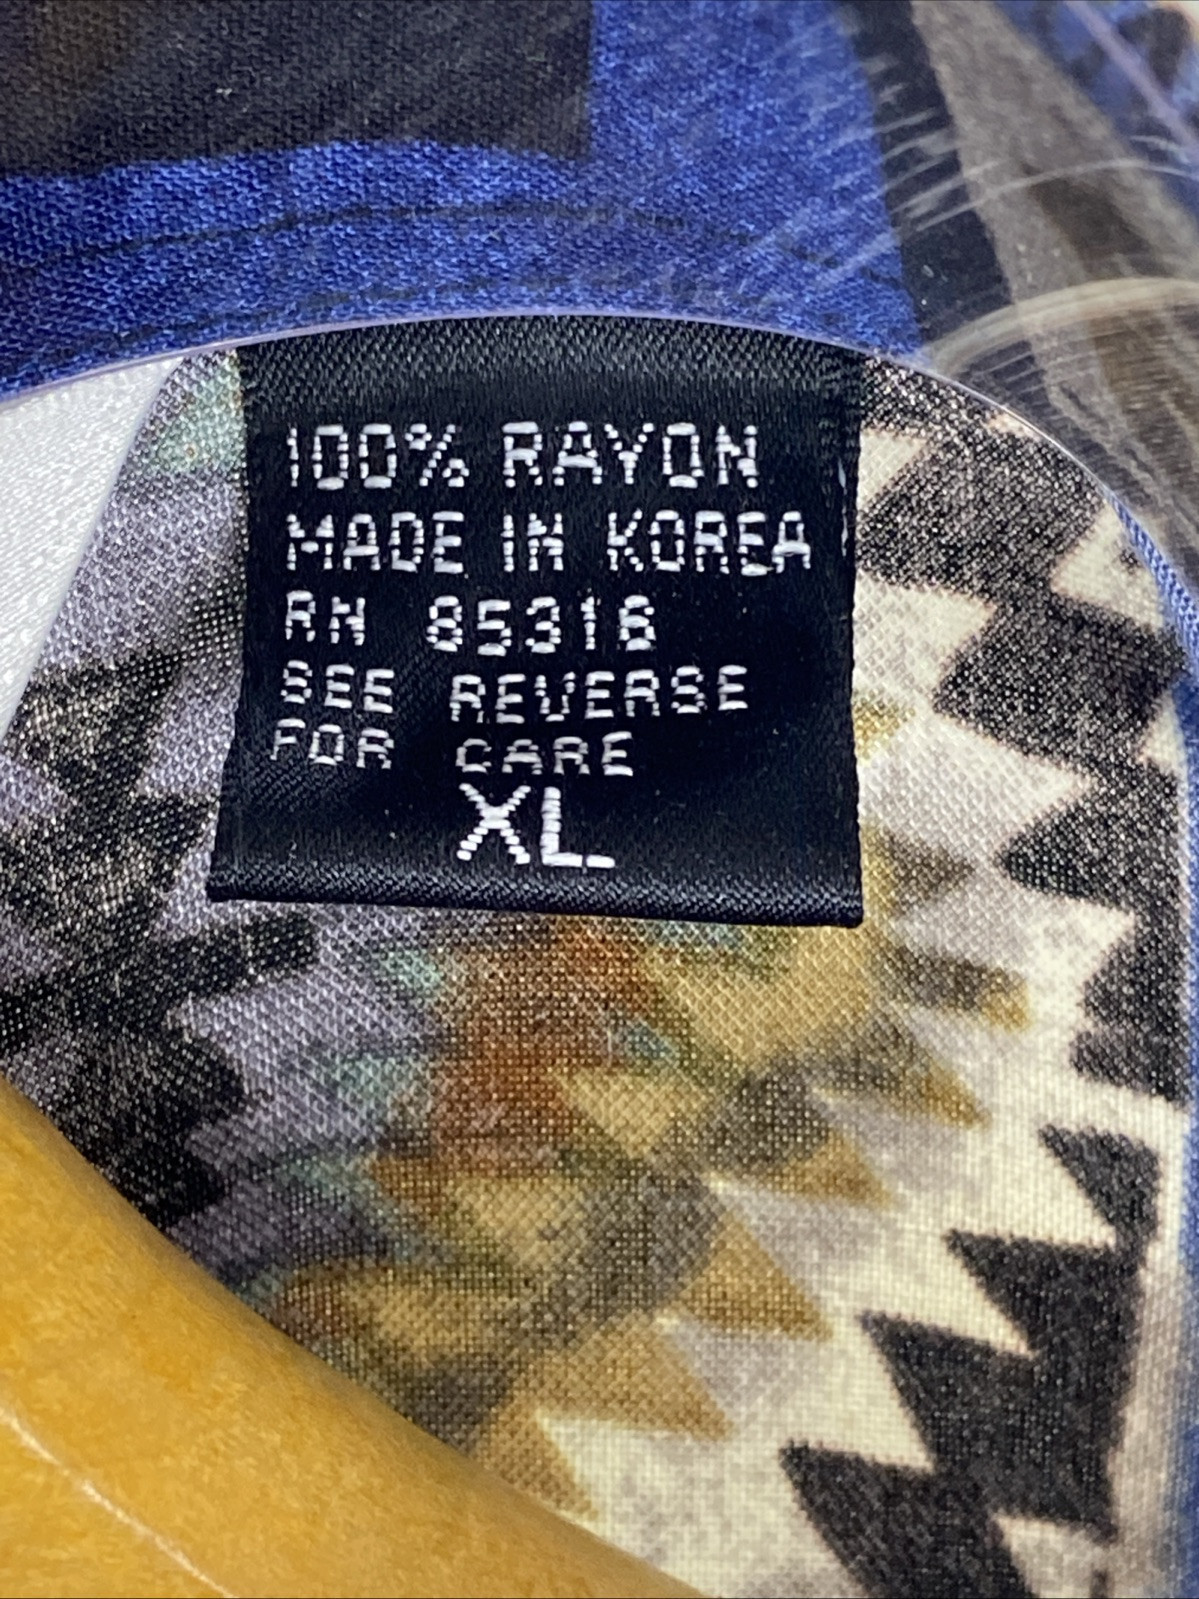 100% RAYON
MADE IN KOREA
RN 85316
SEE REVERSE
FOR CARE
XL